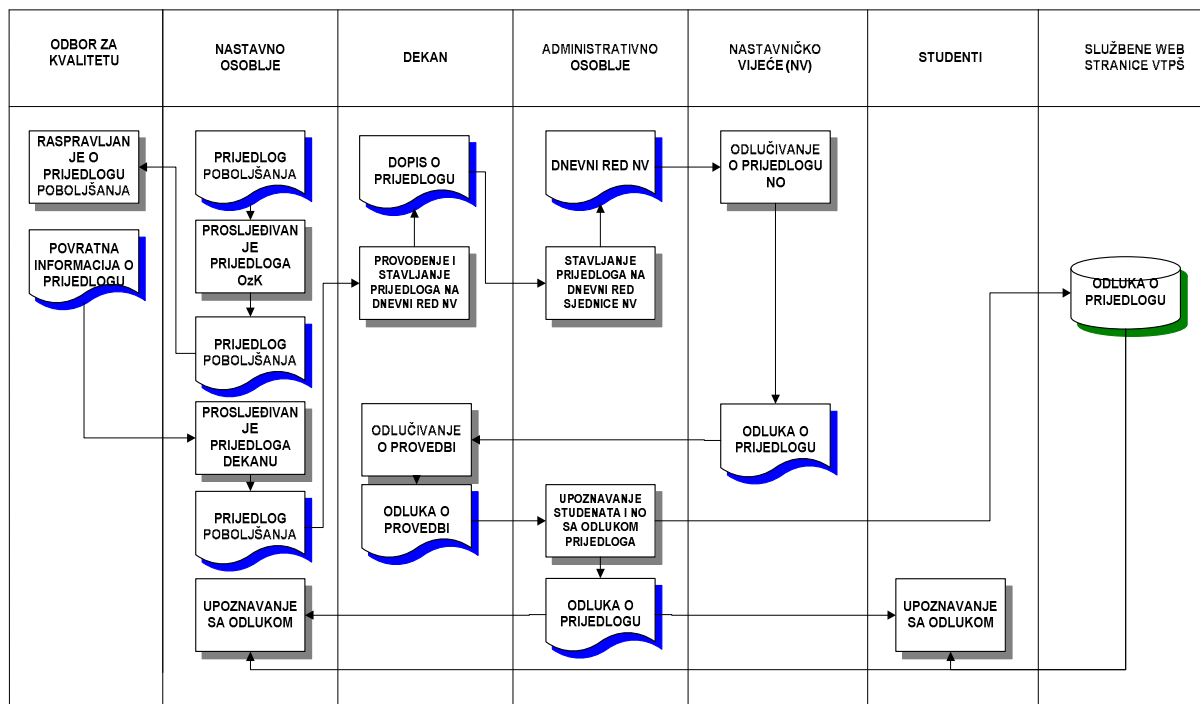 ODBOR ZA
KVALITETU
NASTAVNO
OSOBLJE
DEKAN
ADMINISTRATIVNO
OSOBLJE
NASTAVNIČKO
VIJEĆE (NV)
STUDENTI
SLUŽBENE WEB
STRANICE VTPŠ
RASPRAVLJAN
JE O
PRIJEDLOGU
POBOLJŠANJA
POVRATNA
INFORMACIJA O
PRIJEDLOGU
PRIJEDLOG
POBOLJŠANJA
PROSLJEĐIVAN
JE
PRIJEDLOGA
OzK
PRIJEDLOG
POBOLJŠANJA
PROSLJEĐIVAN
JE
PRIJEDLOGA
DEKANU
PRIJEDLOG
POBOLJŠANJA
UPOZNAVANJE
SA ODLUKOM
DOPIS O
PRIJEDLOGU
PROVOĐENJE I
STAVLJANJE
PRIJEDLOGA NA
DNEVNI RED NV
ODLUČIVANJE
O PROVEDBI
ODLUKA O
PROVEDBI
DNEVNI RED NV
STAVLJANJE
PRIJEDLOGA NA
DNEVNI RED
SJEDNICE NV
UPOZNAVANJE
STUDENATA I NO
SA ODLUKOM
PRIJEDLOGA
ODLUKA O
PRIJEDLOGU
ODLUČIVANJE
O PRIJEDLOGU
NO
ODLUKA O
PRIJEDLOGU
UPOZNAVANJE
SA ODLUKOM
ODLUKA O
PRIJEDLOGU